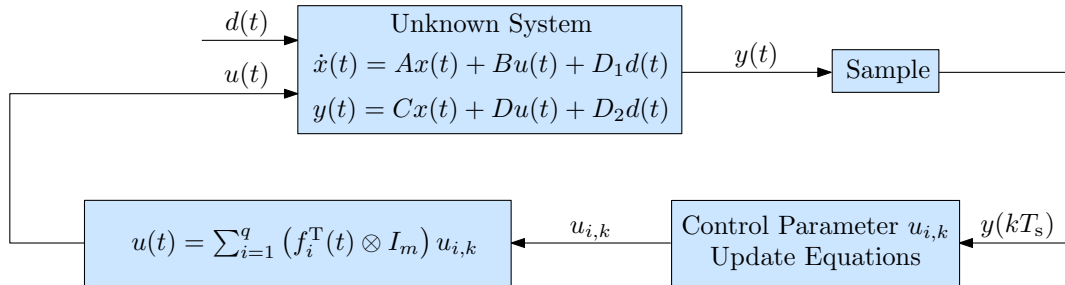 d(t)
u(t)
Unknown System
ẋ(t) = Ax(t) + Bu(t) + D₁d(t)
y(t) = Cx(t) + Du(t) + D₂d(t)
y(t)
Sample
u(t) = ∑ᵢ₌₁^q (fᵢᵀ(t) ⊗ Iₘ) uᵢ,ₖ
uᵢ,ₖ
Control Parameter uᵢ,ₖ
Update Equations
y(kTₛ)